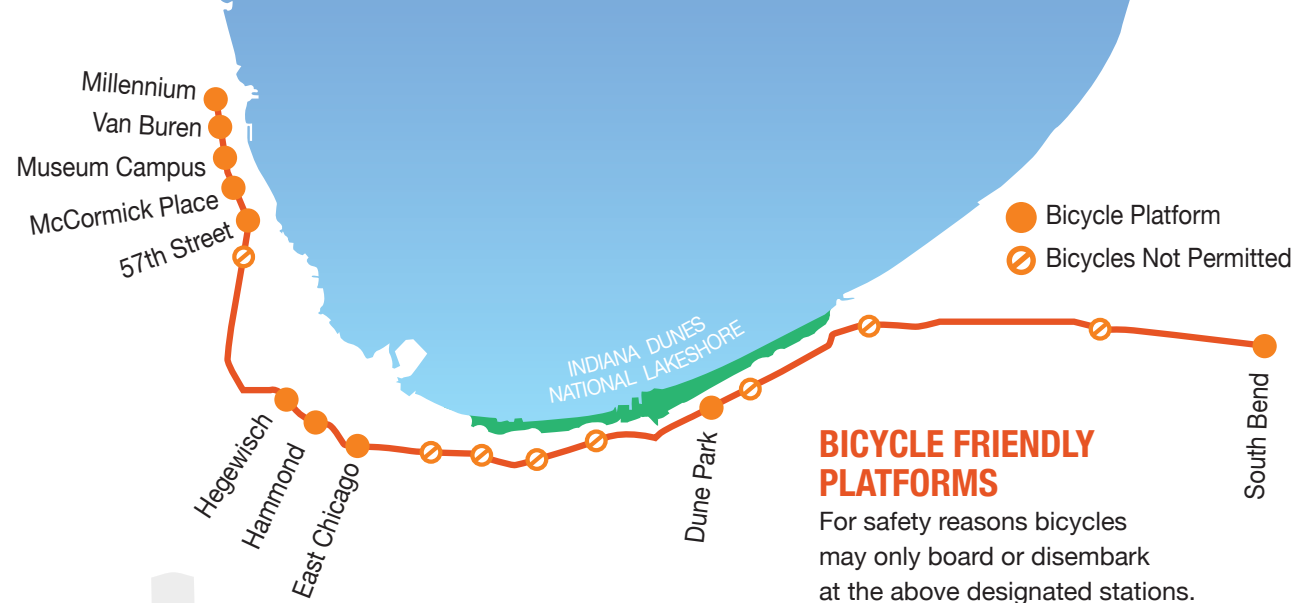 Millennium
Van Buren
Museum Campus
McCormick Place
57th Street
Bicycle Platform
Bicycles Not Permitted
INDIANA DUNES
NATIONAL LAKESHORE
Hegewisch
Hammond
East Chicago
Dune Park
South Bend
BICYCLE FRIENDLY
PLATFORMS
For safety reasons bicycles
may only board or disembark
at the above designated stations.